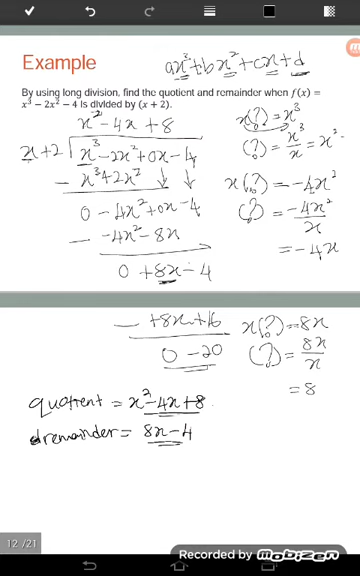 Example
ax³+bx²+cx+d
By using long division, find the quotient and remainder when f(x) =
x³ − 2x² − 4 is divided by (x + 2).
x² − 4x + 8
x+2 x³ − 2x² + 0x − 4
− x³ + 2x²
0 − 4x² + 0x − 4
− −4x² − 8x
0 + 8x − 4
x(?) = x³
(?) = x³/x = x²
x(?) = −4x²
(?) = −4x²/x
= −4x
− +8x + 16
0 − 20
x(?) = 8x
(?) = 8x/x
= 8
quotient = x² − 4x + 8
remainder = 8x − 4
12 /21
Recorded by Mobizen